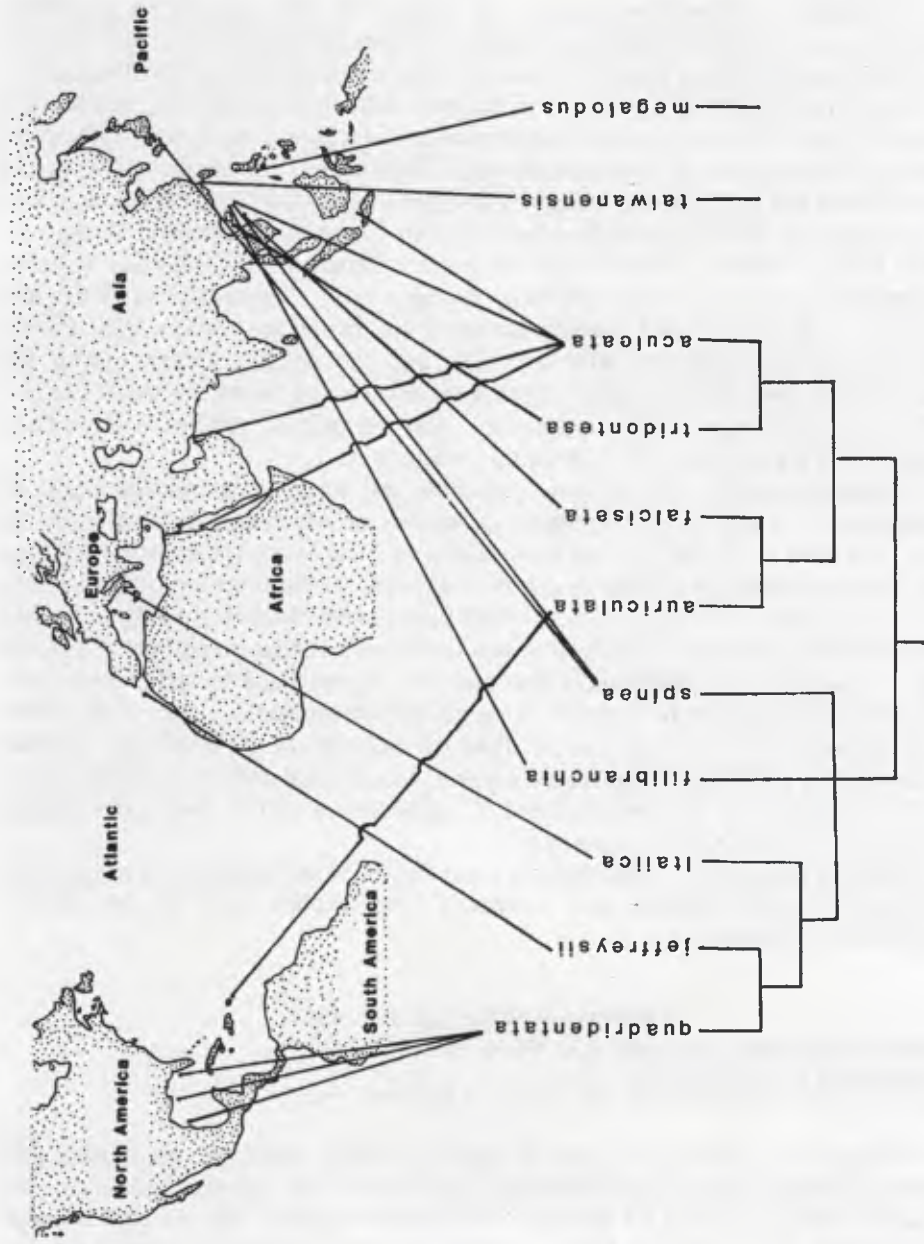 Pacific
Asia
Europe
Africa
Atlantic
North America
South America
megalodus
taiwanensis
aculeata
tridontesa
falciseta
auriculata
spinea
filibranchia
Italica
jeffreysii
quadridentata